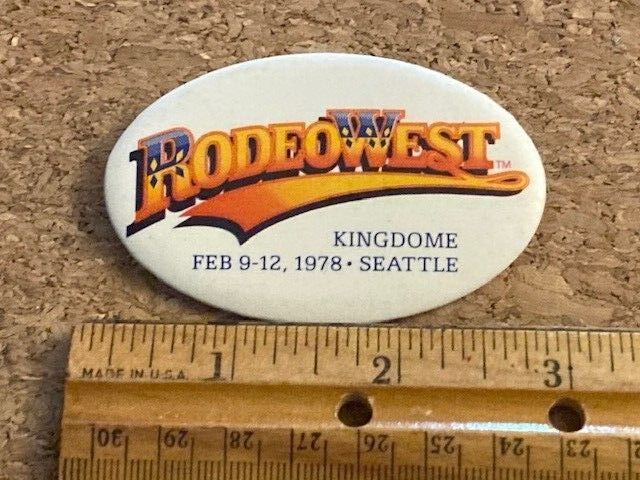 RODEOWEST™
KINGDOME
FEB 9-12, 1978 • SEATTLE
MADE IN U.S.A.
1 2 3
30 29 28 27 26 25 24 23 22